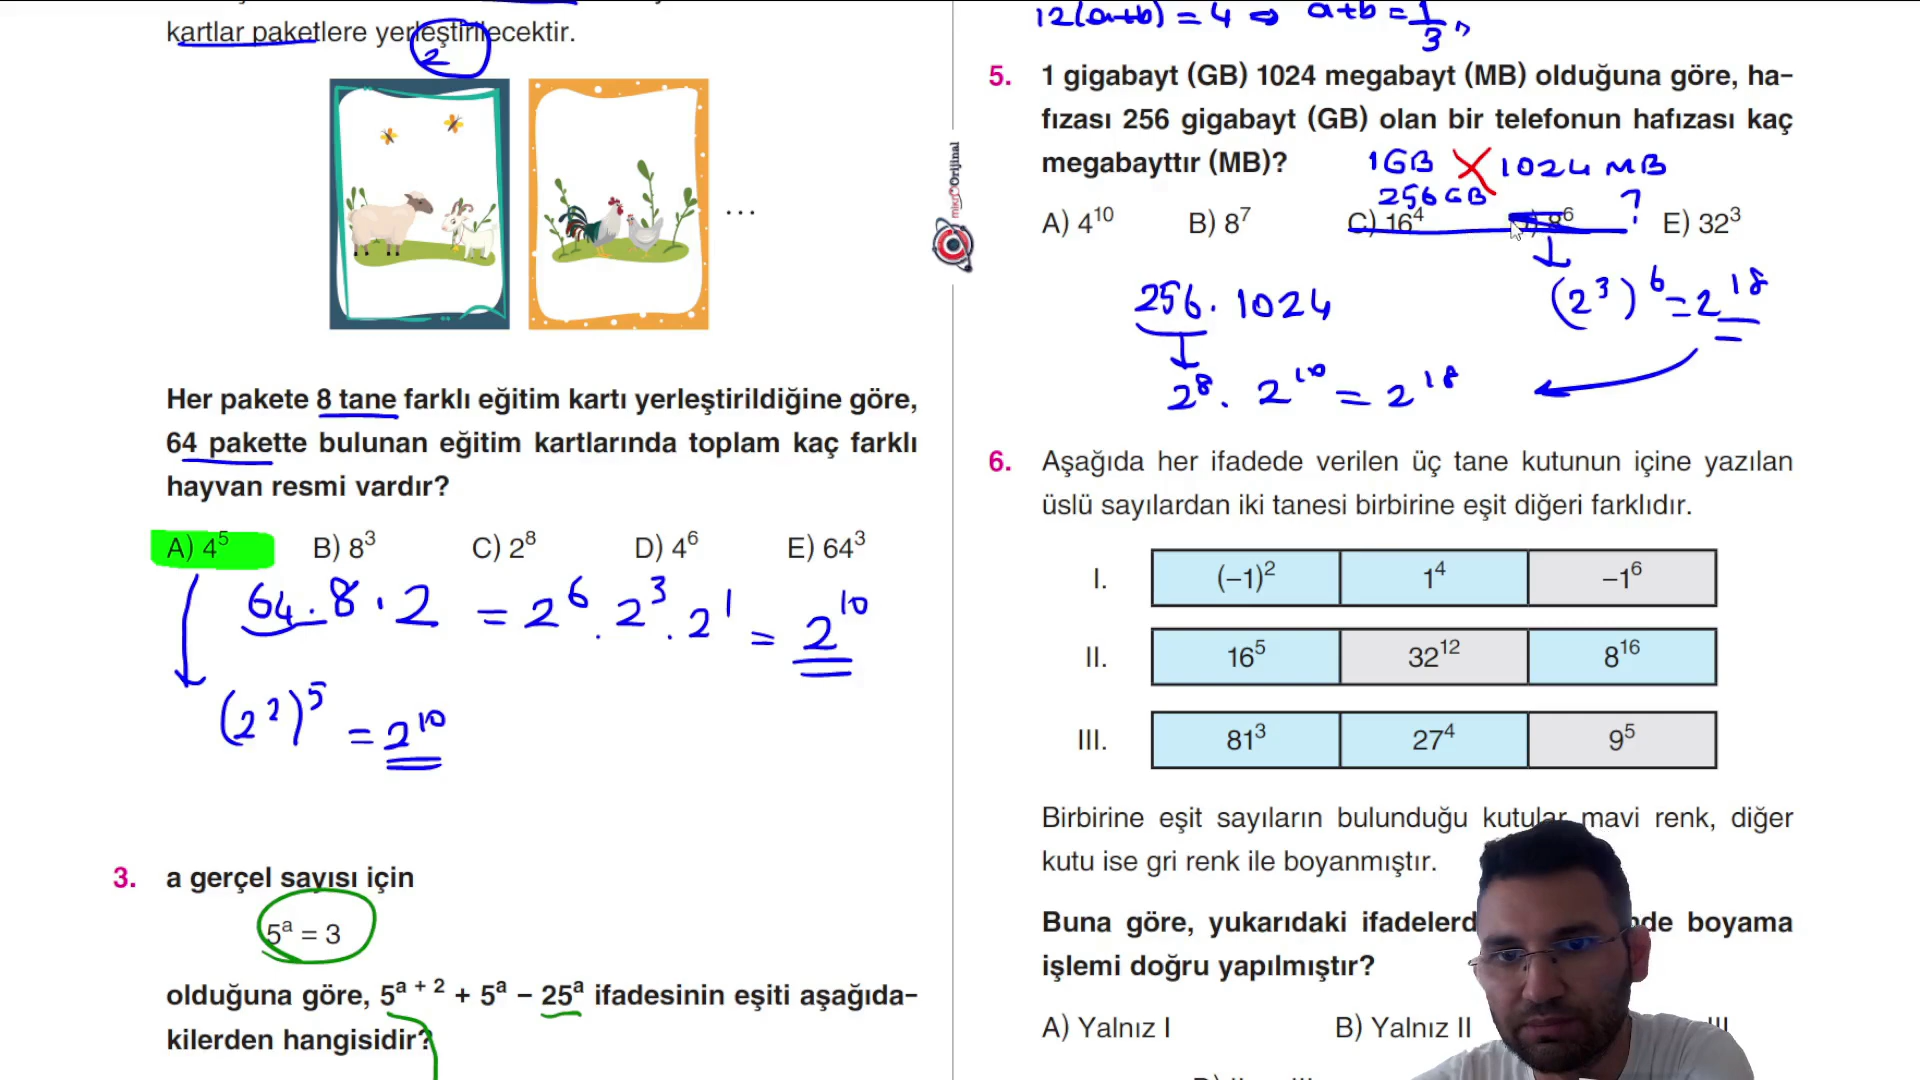 kartlar paketlere yerleştirilecektir.
2
...
Her pakete 8 tane farklı eğitim kartı yerleştirildiğine göre,
64 pakette bulunan eğitim kartlarında toplam kaç farklı
hayvan resmi vardır?
A) 4⁵ B) 8³ C) 2⁸ D) 4⁶ E) 64³
64 . 8 . 2 = 2⁶ . 2³ . 2¹ = 2¹⁰
(2²)⁵ = 2¹⁰
3. a gerçel sayısı için
5ᵃ = 3
olduğuna göre, 5ᵃ ⁺ ² + 5ᵃ – 25ᵃ ifadesinin eşiti aşağıda-
kilerden hangisidir?
mikro Orijinal
12(a+b) = 4 ⇒ a+b = 1/3
5. 1 gigabayt (GB) 1024 megabayt (MB) olduğuna göre, ha-
fızası 256 gigabayt (GB) olan bir telefonun hafızası kaç
megabayttır (MB)?
1GB 1024 MB
256 GB ?
A) 4¹⁰ B) 8⁷ C) 16⁴ D) 8⁶ E) 32³
(2³)⁶ = 2¹⁸
256 . 1024
2⁸ . 2¹⁰ = 2¹⁸
6. Aşağıda her ifadede verilen üç tane kutunun içine yazılan
üslü sayılardan iki tanesi birbirine eşit diğeri farklıdır.
I. (–1)² 1⁴ –1⁶
II. 16⁵ 32¹² 8¹⁶
III. 81³ 27⁴ 9⁵
Birbirine eşit sayıların bulunduğu kutular mavi renk, diğer
kutu ise gri renk ile boyanmıştır.
Buna göre, yukarıdaki boyama
işlemi doğru yapılmıştır?
A) Yalnız I B) Yalnız II